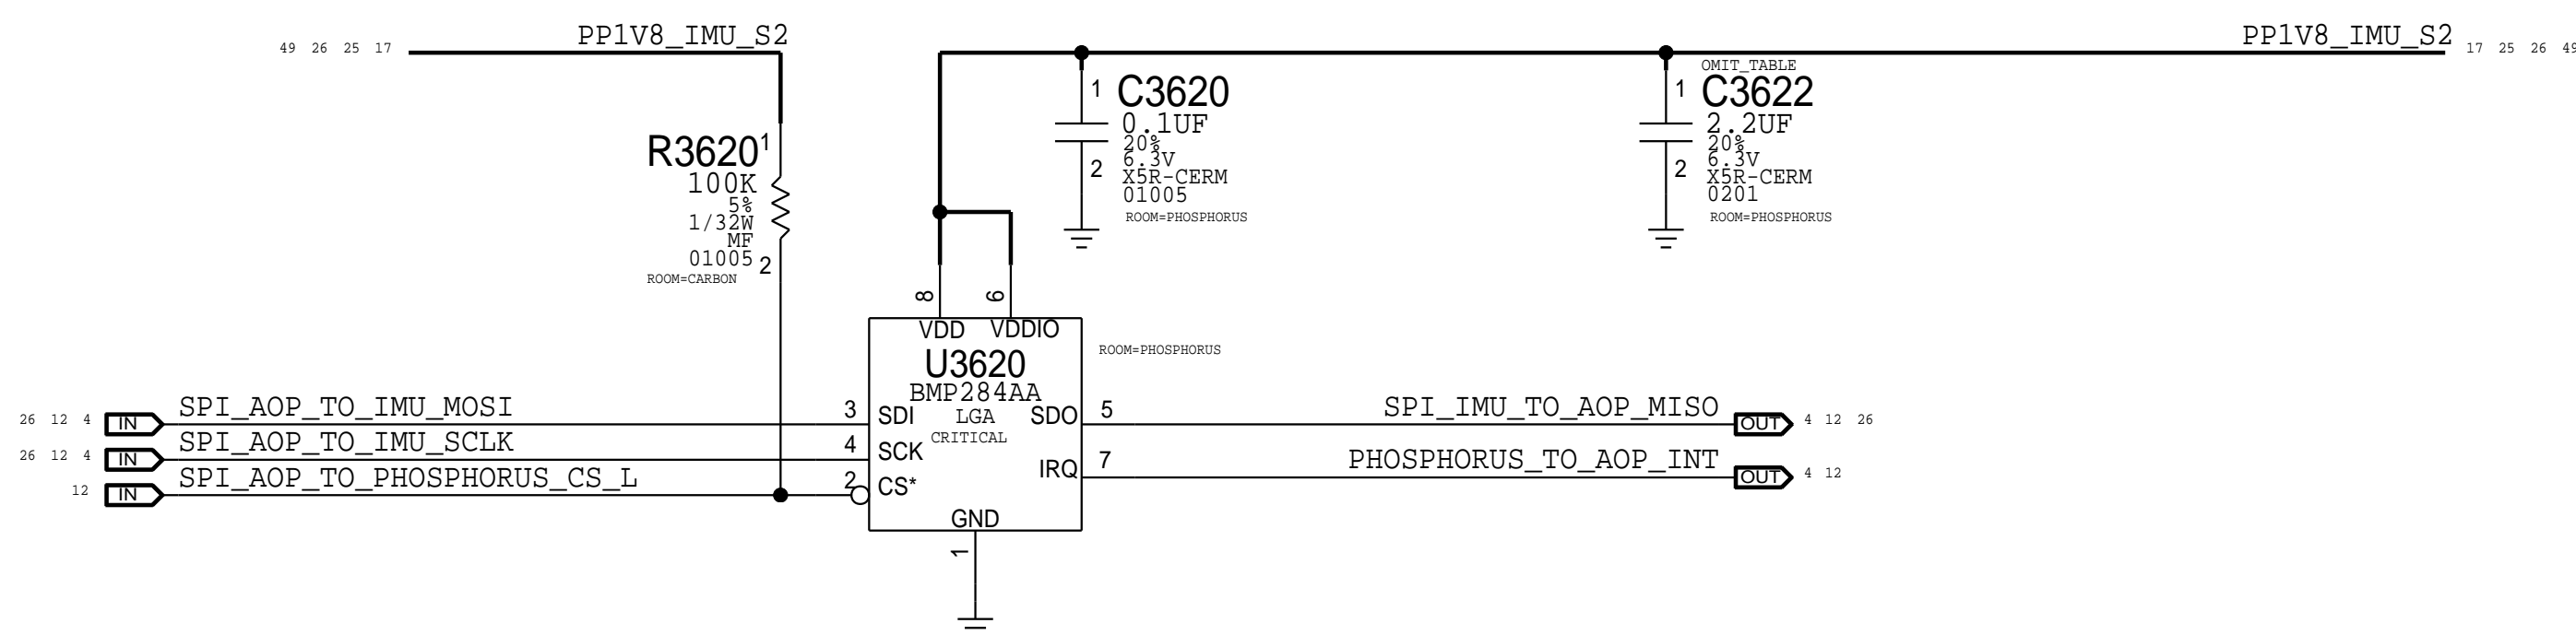 49 26 25 17 PP1V8_IMU_S2
PP1V8_IMU_S2 17 25 26 49
R3620 1
100K
5%
1/32W
MF
01005 2
ROOM=CARBON
1 C3620
0.1UF
20%
6.3V
2 X5R-CERM
01005
ROOM=PHOSPHORUS
OMIT_TABLE
1 C3622
2.2UF
20%
6.3V
2 X5R-CERM
0201
ROOM=PHOSPHORUS
8 6
VDD VDDIO
U3620
BMP284AA
LGA
CRITICAL
ROOM=PHOSPHORUS
26 12 4 IN SPI_AOP_TO_IMU_MOSI 3 SDI
26 12 4 IN SPI_AOP_TO_IMU_SCLK 4 SCK
12 IN SPI_AOP_TO_PHOSPHORUS_CS_L 2 CS*
SDO 5 SPI_IMU_TO_AOP_MISO OUT 4 12 26
IRQ 7 PHOSPHORUS_TO_AOP_INT OUT 4 12
GND
1